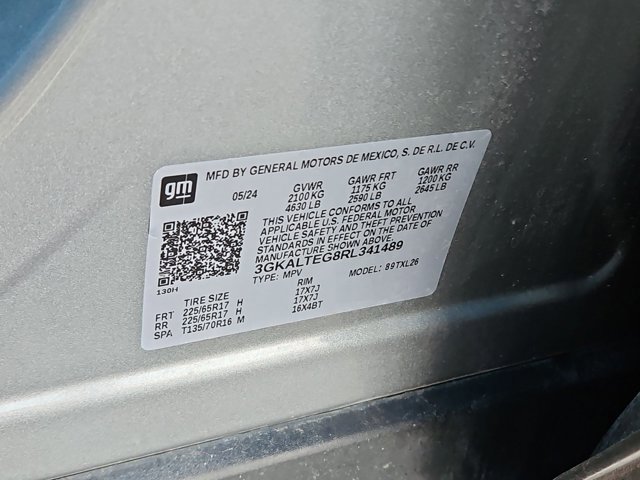 gm
MFD BY GENERAL MOTORS DE MEXICO, S. DE R.L. DE C.V.
05/24 GVWR GAWR FRT GAWR RR
2100 KG 1175 KG 1200 KG
4630 LB 2590 LB 2645 LB
THIS VEHICLE CONFORMS TO ALL
APPLICABLE U.S. FEDERAL MOTOR
VEHICLE SAFETY AND THEFT PREVENTION
STANDARDS IN EFFECT ON THE DATE OF
MANUFACTURE SHOWN ABOVE.
3GKALTEG8RL341489
TYPE: MPV MODEL: 89TXL26
130H
TIRE SIZE RIM
FRT 225/65R17 H 17X7J
RR 225/65R17 H 17X7J
SPA T135/70R16 M 16X4BT